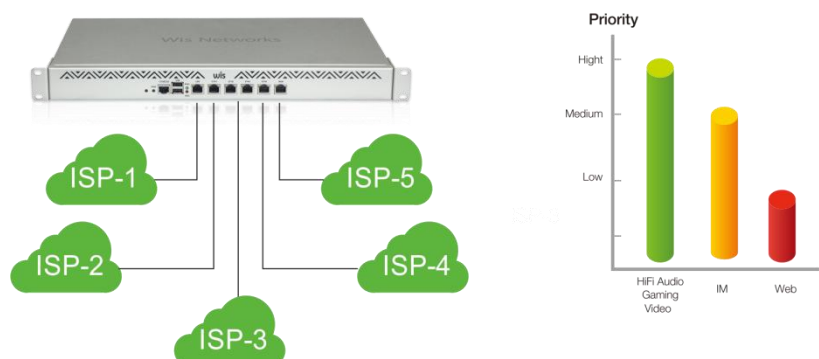 Wis Networks
wis
ISP-1
ISP-5
ISP-2
ISP-4
ISP-3
Priority
Hight
Medium
Low
HiFi Audio
Gaming
Video
IM
Web